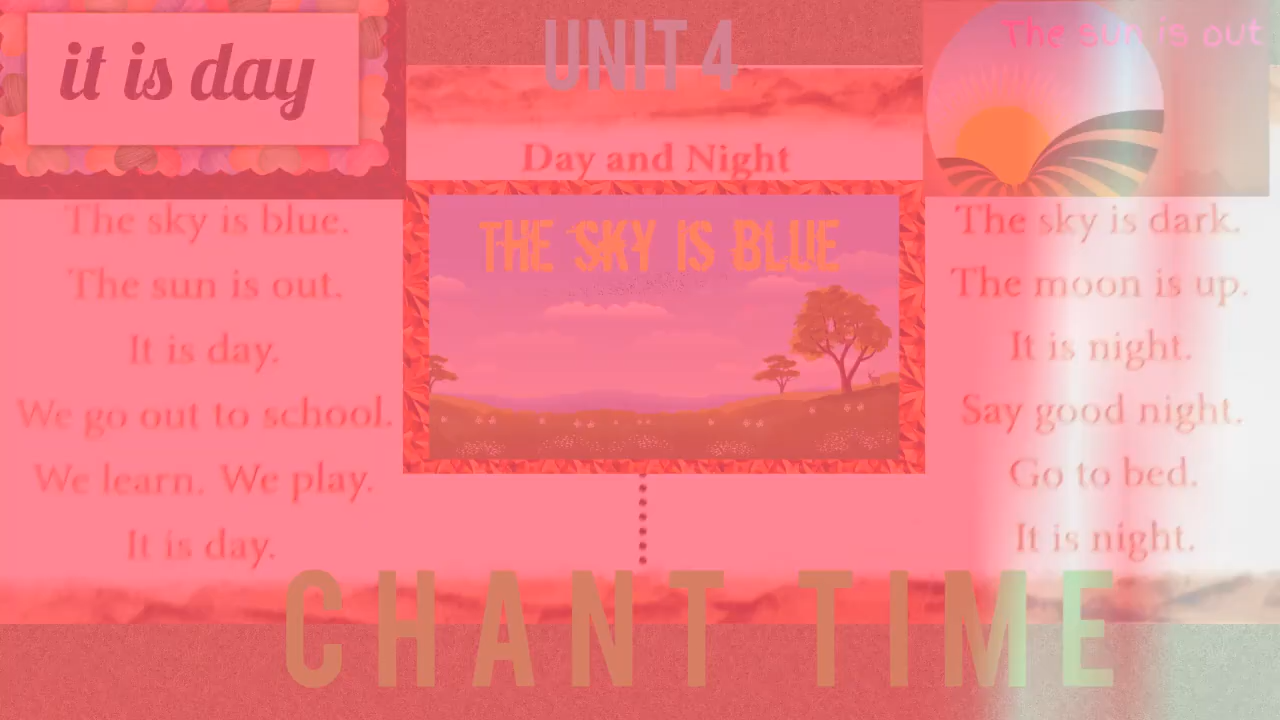 it is day
UNIT 4
The sun is out
Day and Night
THE SKY IS BLUE
The sky is blue.
The sun is out.
It is day.
We go out to school.
We learn. We play.
It is day.
The sky is dark.
The moon is up.
It is night.
Say good night.
Go to bed.
It is night.
CHANT TIME